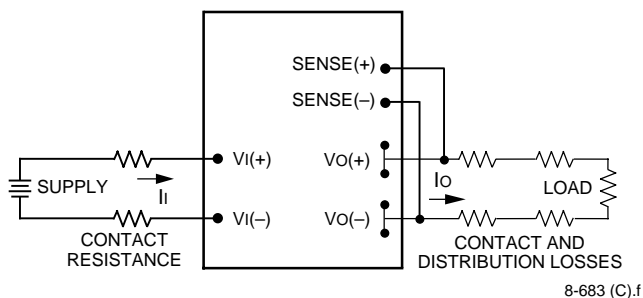 SENSE(+)
SENSE(–)
VI(+)
VO(+)
SUPPLY
II
IO
LOAD
VI(–)
VO(–)
CONTACT
RESISTANCE
CONTACT AND
DISTRIBUTION LOSSES
8-683 (C).f